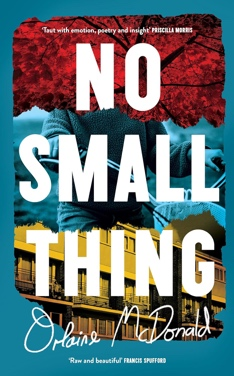 'Taut with emotion, poetry and insight' PRISCILLA MORRIS
NO
SMALL
THING
Orlaine McDonald
'Raw and beautiful' FRANCIS SPUFFORD